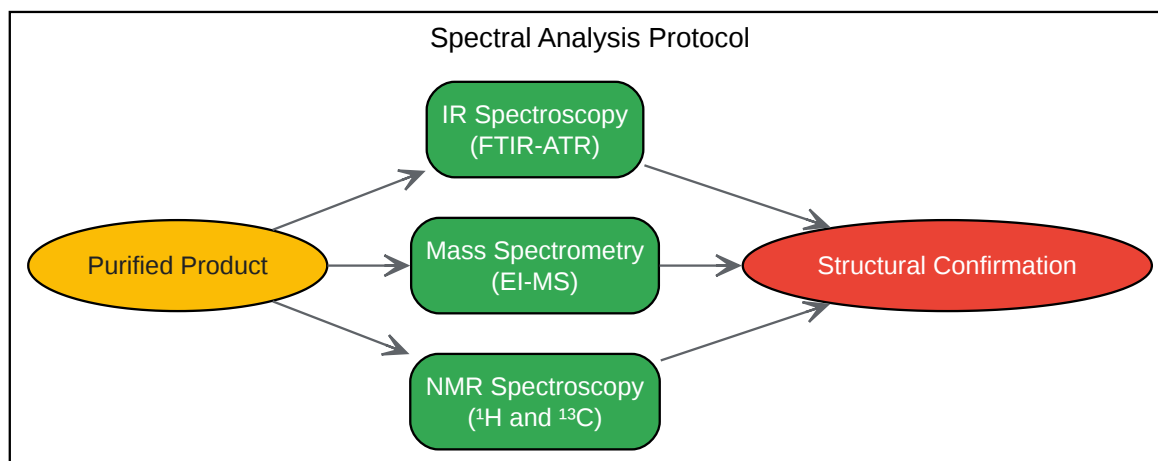 Spectral Analysis Protocol
IR Spectroscopy
(FTIR-ATR)
Purified Product
Mass Spectrometry
(EI-MS)
Structural Confirmation
NMR Spectroscopy
(¹H and ¹³C)